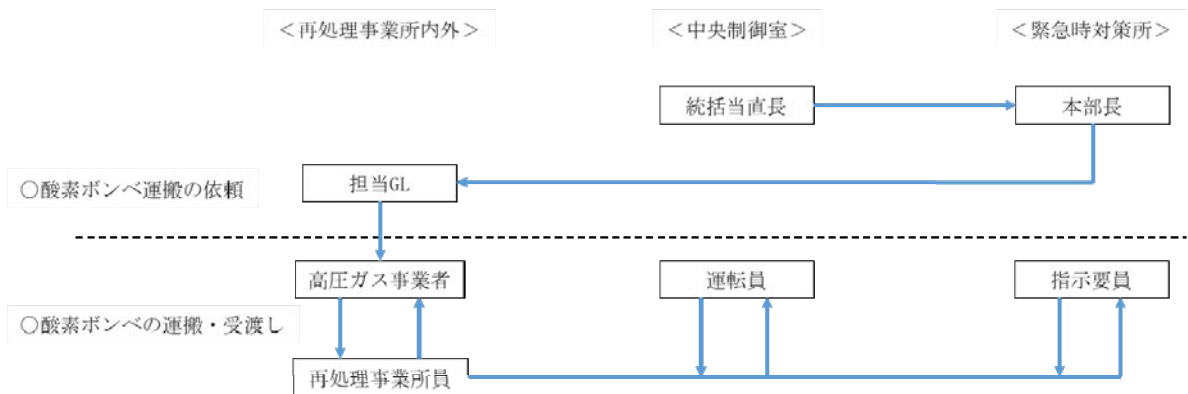 ＜再処理事業所内外＞
＜中央制御室＞
＜緊急時対策所＞
統括当直長
本部長
○酸素ボンベ運搬の依頼
担当GL
高圧ガス事業者
運転員
指示要員
○酸素ボンベの運搬・受渡し
再処理事業所員